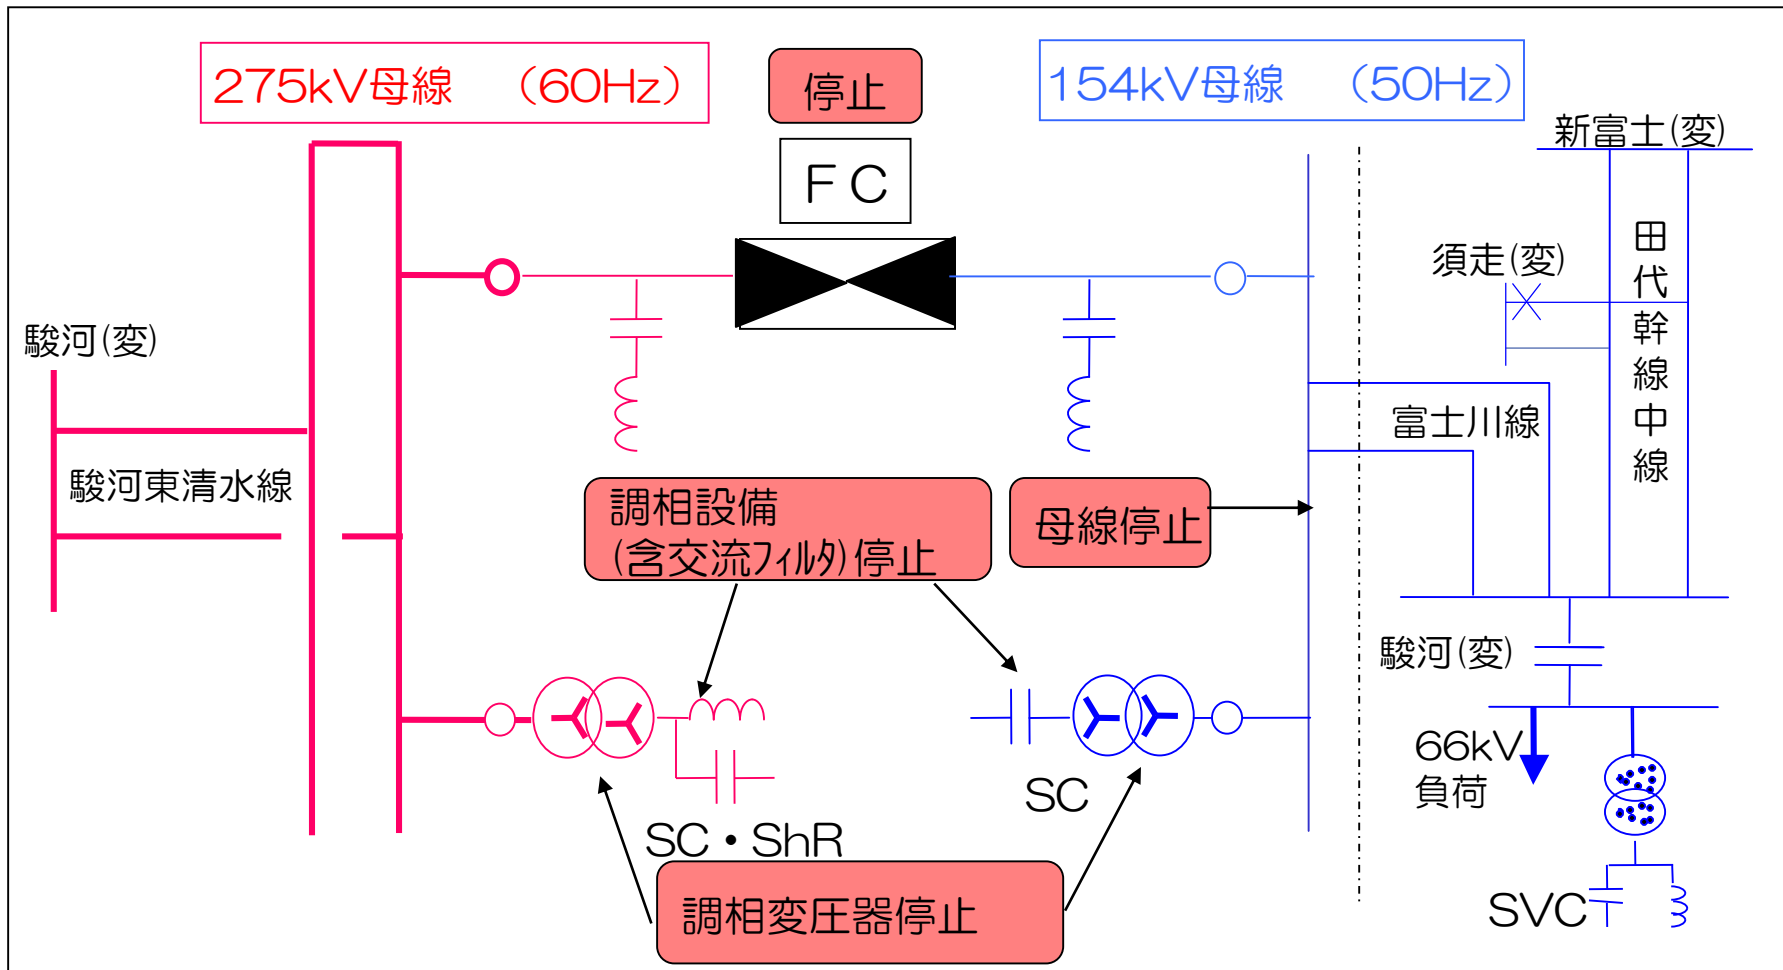 275kV母線 (60Hz)
停止
154kV母線 (50Hz)
FC
新富士(変)
須走(変)
田代幹線中線
駿河(変)
富士川線
駿河東清水線
調相設備
(含交流フィルタ)停止
母線停止
駿河(変)
66kV
負荷
SC
SC・ShR
調相変圧器停止
SVC